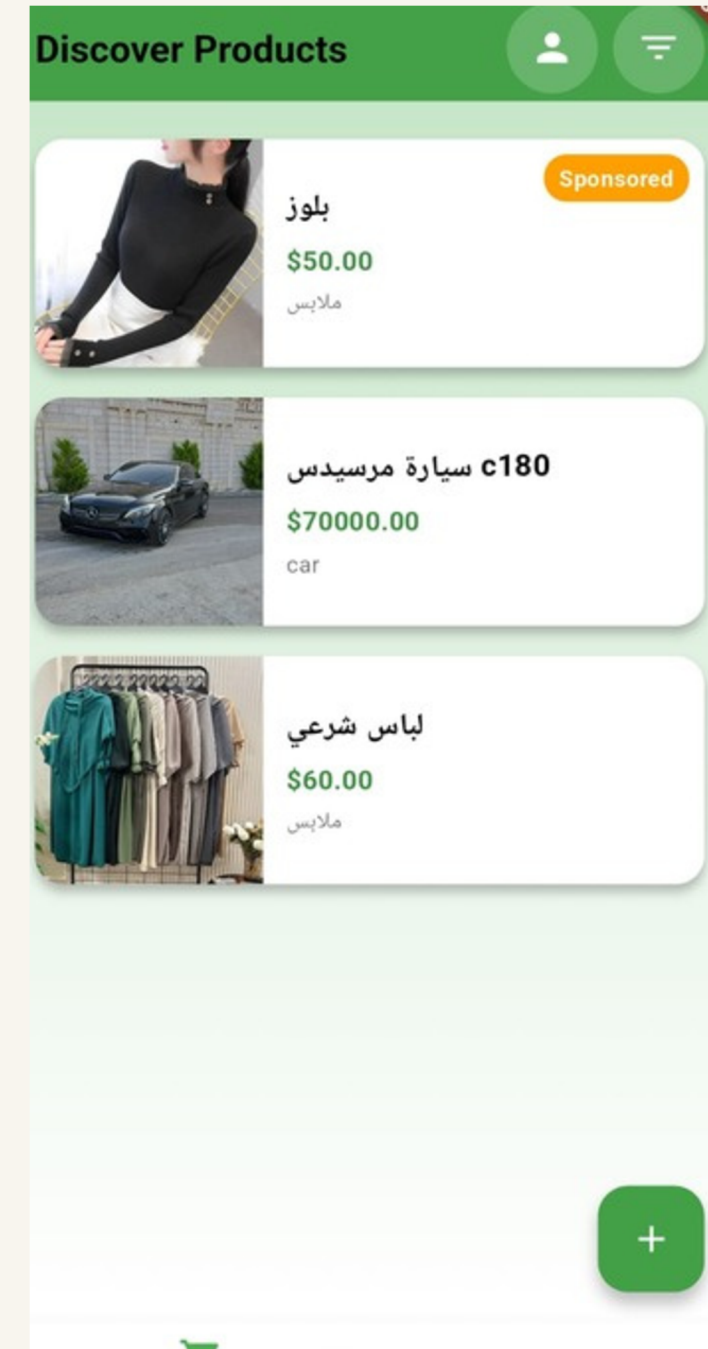 Discover Products
Sponsored
بلوز
$50.00
ملابس
سيارة مرسيدس c180
$70000.00
car
لباس شرعي
$60.00
ملابس
+